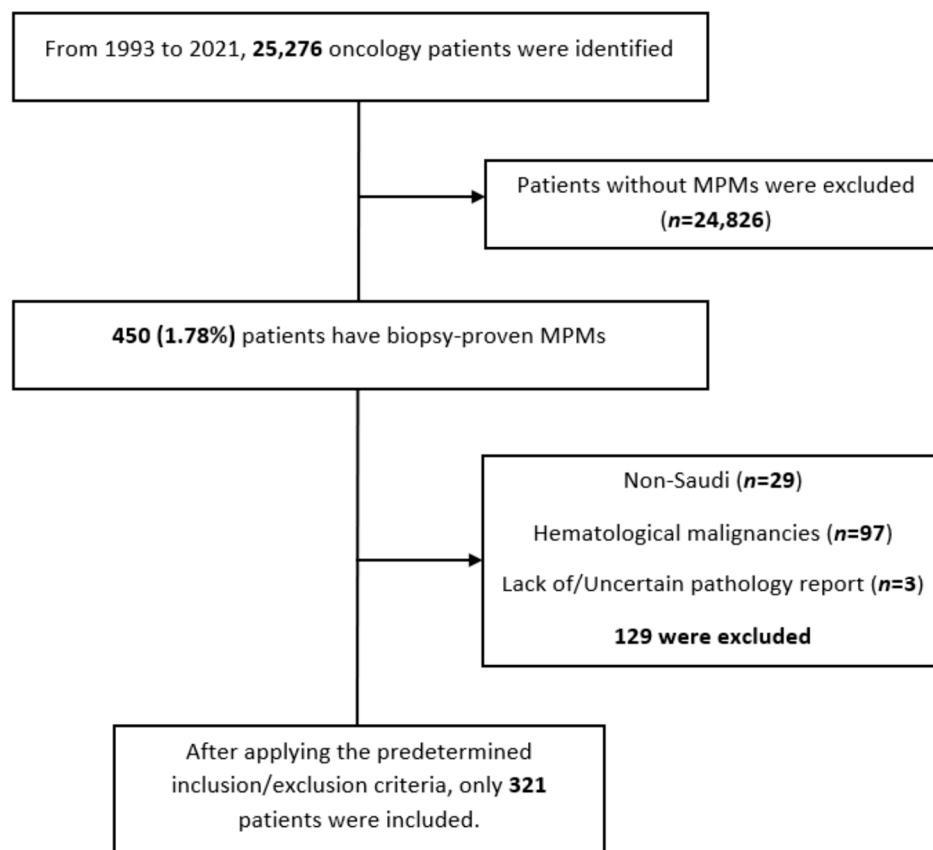 From 1993 to 2021, 25,276 oncology patients were identified
Patients without MPMs were excluded
(n=24,826)
450 (1.78%) patients have biopsy-proven MPMs
Non-Saudi (n=29)
Hematological malignancies (n=97)
Lack of/Uncertain pathology report (n=3)
129 were excluded
After applying the predetermined
inclusion/exclusion criteria, only 321
patients were included.